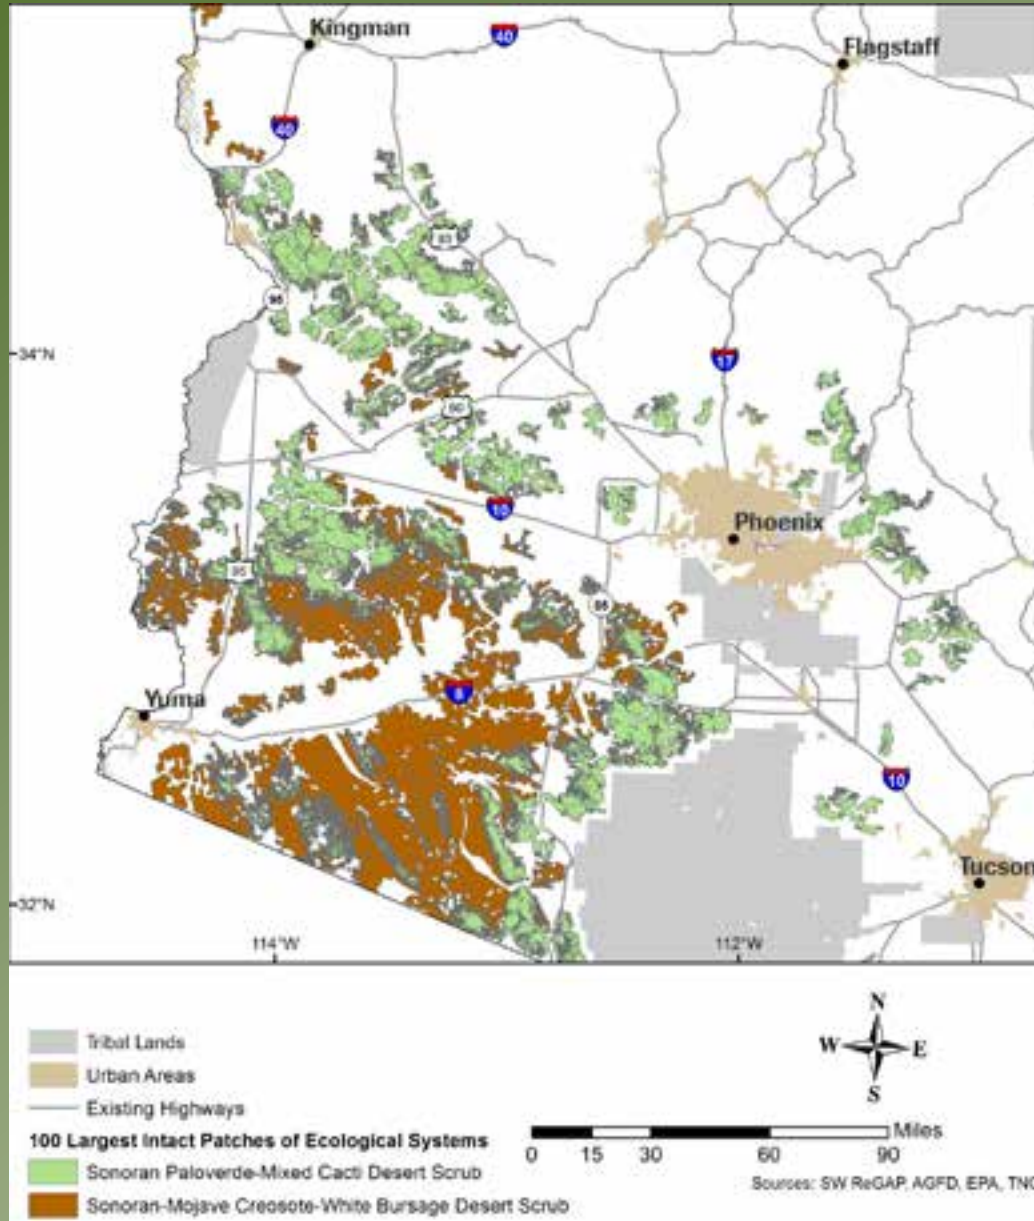 Kingman
40
Flagstaff
40
93
95
34°N
17
60
10
Phoenix
95
85
8
Yuma
10
Tucson
32°N
114°W
112°W
N
W E
S
Tribal Lands
Urban Areas
Existing Highways
Miles
0 15 30 60 90
100 Largest Intact Patches of Ecological Systems
Sonoran Paloverde-Mixed Cacti Desert Scrub
Sources: SW ReGAP, AGFD, EPA, TNC
Sonoran-Mojave Creosote-White Bursage Desert Scrub